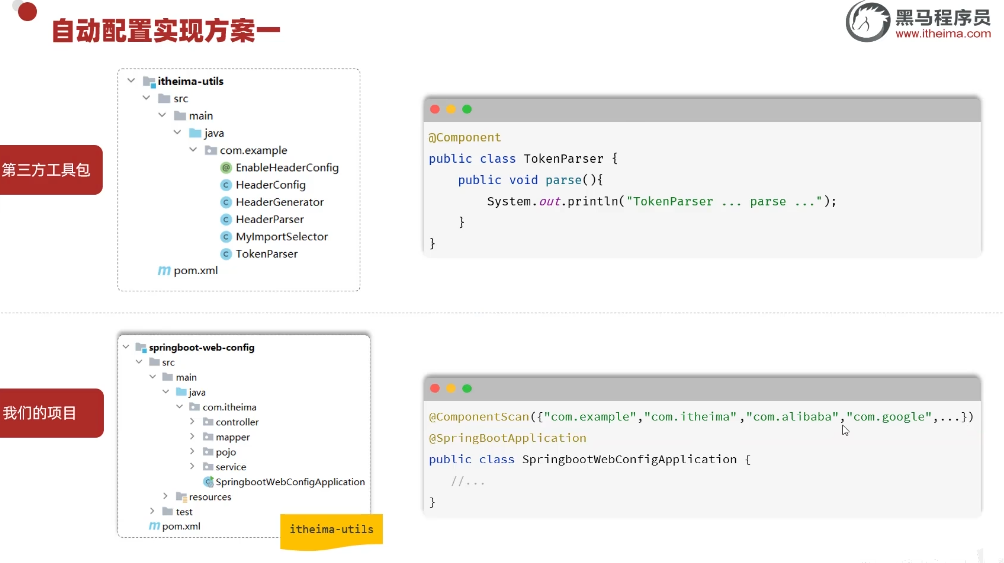 自动配置实现方案一
黑马程序员
www.itheima.com
第三方工具包
itheima-utils
src
main
java
com.example
EnableHeaderConfig
HeaderConfig
HeaderGenerator
HeaderParser
MyImportSelector
TokenParser
pom.xml
@Component
public class TokenParser {
public void parse(){
System.out.println("TokenParser ... parse ...");
}
}
我们的项目
springboot-web-config
src
main
java
com.itheima
controller
mapper
pojo
service
SpringbootWebConfigApplication
resources
test
pom.xml
itheima-utils
@ComponentScan({"com.example","com.itheima","com.alibaba","com.google",...})
@SpringBootApplication
public class SpringbootWebConfigApplication {
//...
}